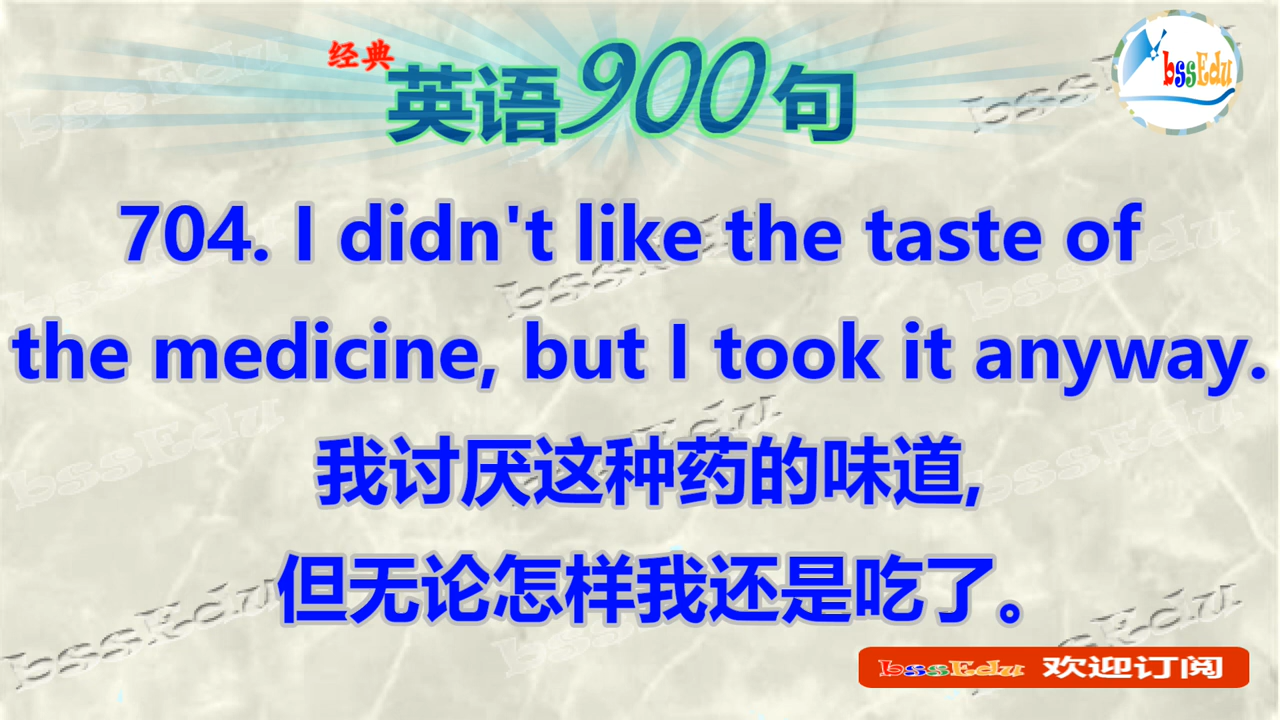 经典
英语900句
bssEdu
704. I didn't like the taste of
the medicine, but I took it anyway.
我讨厌这种药的味道,
但无论怎样我还是吃了。
bssEdu 欢迎订阅